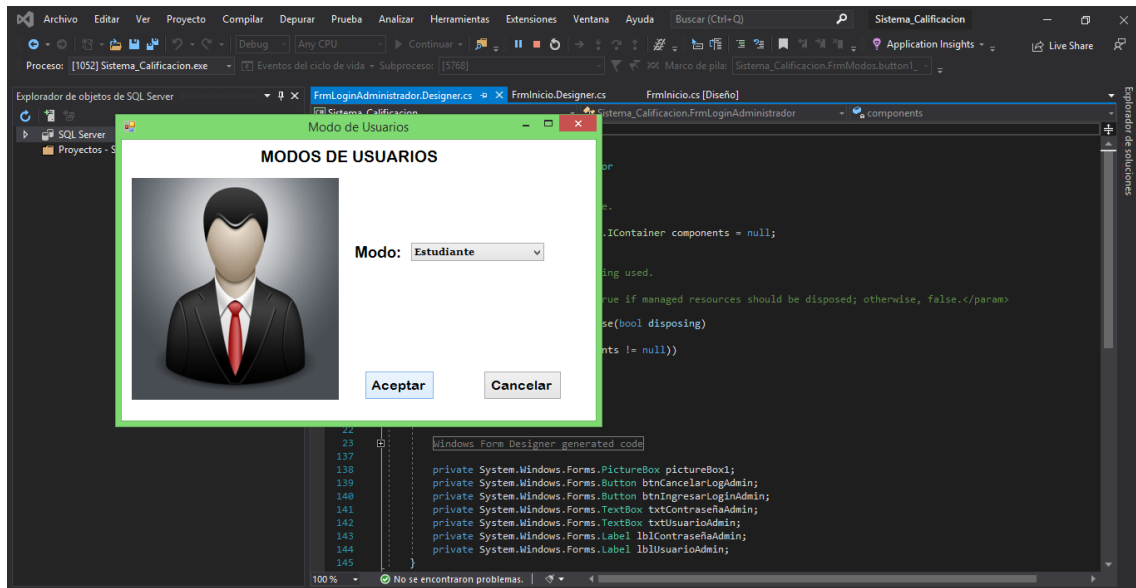 Archivo Editar Ver Proyecto Compilar Depurar Prueba Analizar Herramientas Extensiones Ventana Ayuda Buscar (Ctrl+Q) Sistema_Calificacion
Debug Any CPU Continuar Application Insights Live Share
Proceso: [1052] Sistema_Calificacion.exe Eventos del ciclo de vida Subproceso: [5768] Marco de pila: Sistema_Calificacion.FrmModos.button1_
Explorador de objetos de SQL Server
FrmLoginAdministrador.Designer.cs FrmInicio.Designer.cs FrmInicio.cs [Diseño]
Sistema_Calificacion Sistema_Calificacion.FrmLoginAdministrador components
SQL Server
Proyectos - S
Modo de Usuarios
MODOS DE USUARIOS
Modo: Estudiante
Aceptar Cancelar
or
e.
.IContainer components = null;
ing used.
rue if managed resources should be disposed; otherwise, false.</param>
se(bool disposing)
nts != null))
22
23 Windows Form Designer generated code
137
138 private System.Windows.Forms.PictureBox pictureBox1;
139 private System.Windows.Forms.Button btnCancelarLogAdmin;
140 private System.Windows.Forms.Button btnIngresarLoginAdmin;
141 private System.Windows.Forms.TextBox txtContraseñaAdmin;
142 private System.Windows.Forms.TextBox txtUsuarioAdmin;
143 private System.Windows.Forms.Label lblContraseñaAdmin;
144 private System.Windows.Forms.Label lblUsuarioAdmin;
145 }
100 % No se encontraron problemas.
Explorador de soluciones